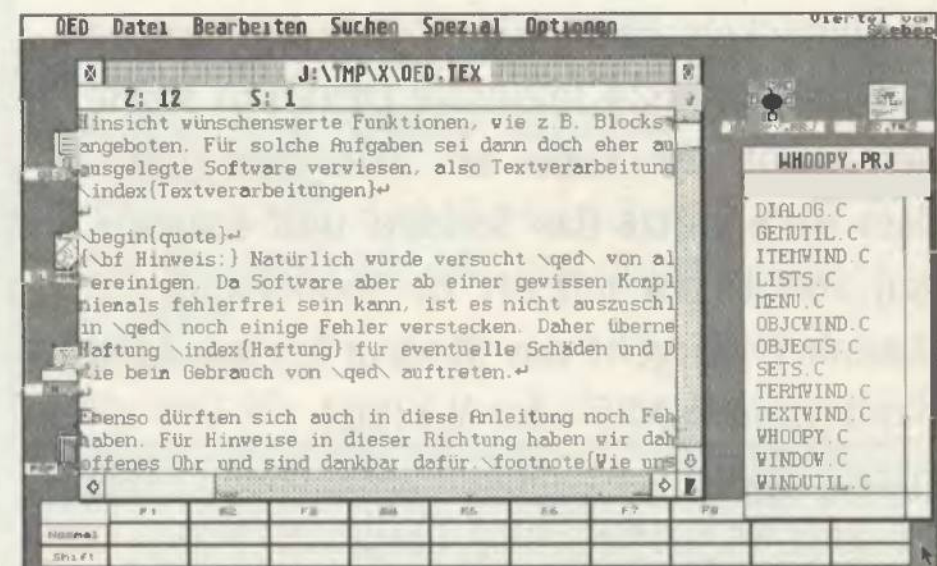 QED Datei Bearbeiten Suchen Spezial Optionen
Viertel vor
Sieben
J:\TMP\X\QED.TEX
Z: 12 S: 1
Hinsicht wünschenswerte Funktionen, wie z.B. Blocks
angeboten. Für solche Aufgaben sei dann doch eher au
ausgelegte Software verwiesen, also Textverarbeitung
\index{Textverarbeitungen}↵
↵
\begin{quote}↵
{\bf Hinweis:} Natürlich wurde versucht \qed\ von al
ereinigen. Da Software aber ab einer gewissen Kompl
niemals fehlerfrei sein kann, ist es nicht auszuschl
in \qed\ noch einige Fehler verstecken. Daher überne
Haftung \index{Haftung} für eventuelle Schäden und D
die beim Gebrauch von \qed\ auftreten.↵
↵
Ebenso dürften sich auch in diese Anleitung noch Feh
haben. Für Hinweise in dieser Richtung haben wir dah
offenes Ohr und sind dankbar dafür.\footnote{Wie uns
WHOOPY.PRJ
DIALOG.C
GEMUTIL.C
ITEMWIND.C
LISTS.C
MENU.C
OBJCWIND.C
OBJECTS.C
SETS.C
TERMWIND.C
TEXTWIND.C
WHOOPY.C
WINDOW.C
WINDUTIL.C
F1 F2 F3 F4 F5 F6 F7 F8
Normal
Shift